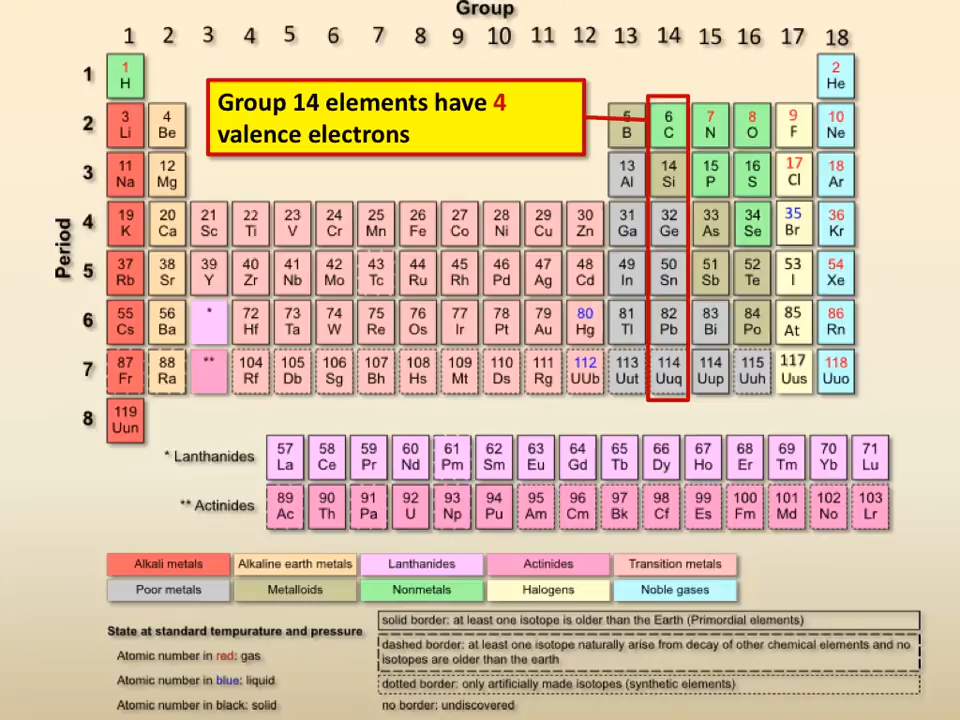 Group
1 2 3 4 5 6 7 8 9 10 11 12 13 14 15 16 17 18
Period
1
1 2
H He
Group 14 elements have 4
valence electrons
2
3 4 5 6 7 8 9 10
Li Be B C N O F Ne
3
11 12 13 14 15 16 17 18
Na Mg Al Si P S Cl Ar
4
19 20 21 22 23 24 25 26 27 28 29 30 31 32 33 34 35 36
K Ca Sc Ti V Cr Mn Fe Co Ni Cu Zn Ga Ge As Se Br Kr
5
37 38 39 40 41 42 43 44 45 46 47 48 49 50 51 52 53 54
Rb Sr Y Zr Nb Mo Tc Ru Rh Pd Ag Cd In Sn Sb Te I Xe
6
55 56 * 72 73 74 75 76 77 78 79 80 81 82 83 84 85 86
Cs Ba Hf Ta W Re Os Ir Pt Au Hg Tl Pb Bi Po At Rn
7
87 88 ** 104 105 106 107 108 109 110 111 112 113 114 114 115 117 118
Fr Ra Rf Db Sg Bh Hs Mt Ds Rg UUb Uut Uuq Uup Uuh Uus Uuo
8
119
Uun
* Lanthanides
57 58 59 60 61 62 63 64 65 66 67 68 69 70 71
La Ce Pr Nd Pm Sm Eu Gd Tb Dy Ho Er Tm Yb Lu
** Actinides
89 90 91 92 93 94 95 96 97 98 99 100 101 102 103
Ac Th Pa U Np Pu Am Cm Bk Cf Es Fm Md No Lr
Alkali metals Alkaline earth metals Lanthanides Actinides Transition metals
Poor metals Metalloids Nonmetals Halogens Noble gases
State at standard tempurature and pressure
Atomic number in red: gas
Atomic number in blue: liquid
Atomic number in black: solid
solid border: at least one isotope is older than the Earth (Primordial elements)
dashed border: at least one isotope naturally arise from decay of other chemical elements and no
isotopes are older than the earth
dotted border: only artificially made isotopes (synthetic elements)
no border: undiscovered